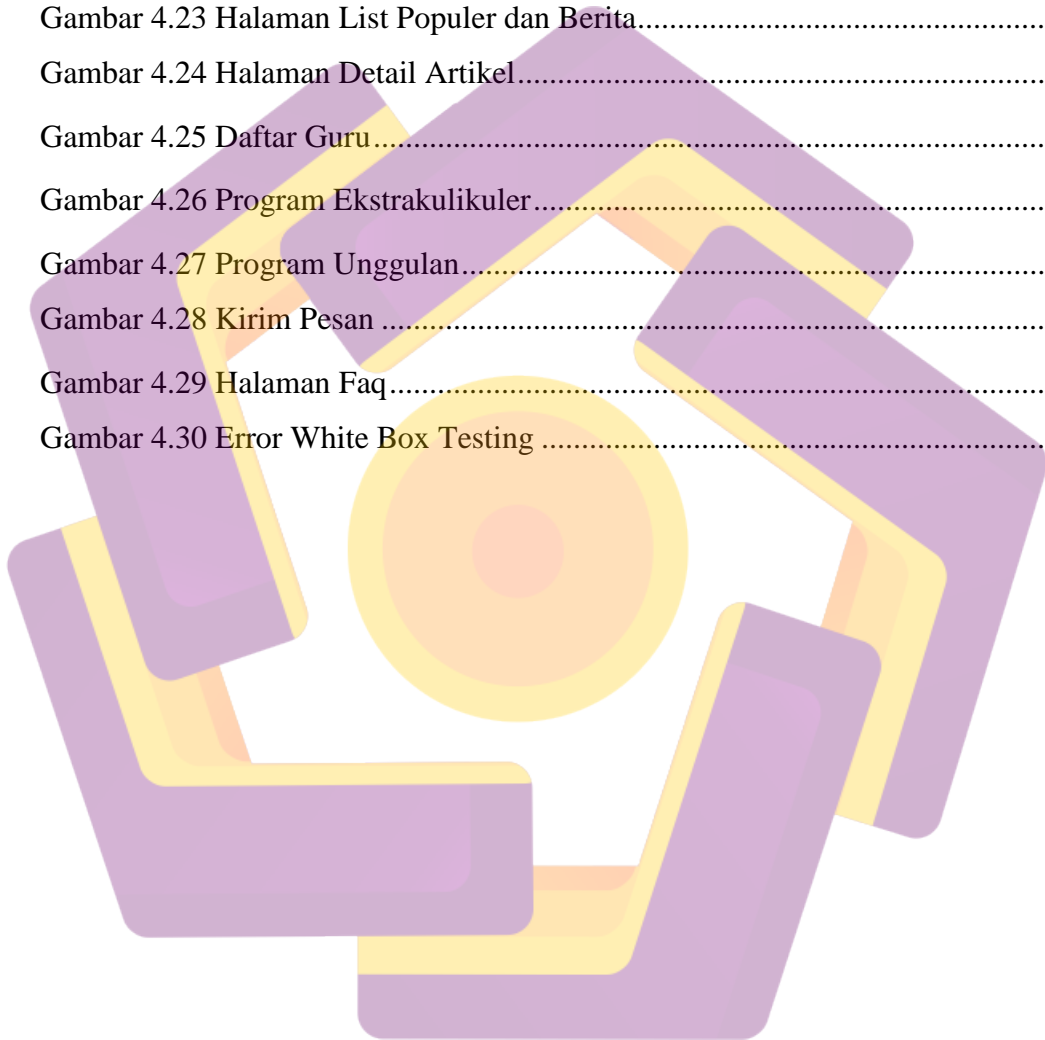 Gambar 4.23 Halaman List Populer dan Berita..............................................................
Gambar 4.24 Halaman Detail Artikel..............................................................................
Gambar 4.25 Daftar Guru................................................................................................
Gambar 4.26 Program Ekstrakulikuler............................................................................
Gambar 4.27 Program Unggulan.....................................................................................
Gambar 4.28 Kirim Pesan ...............................................................................................
Gambar 4.29 Halaman Faq..............................................................................................
Gambar 4.30 Error White Box Testing ...........................................................................